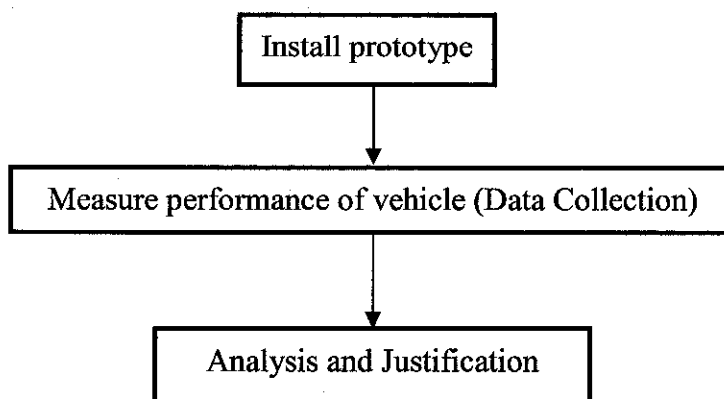 Install prototype
Measure performance of vehicle (Data Collection)
Analysis and Justification